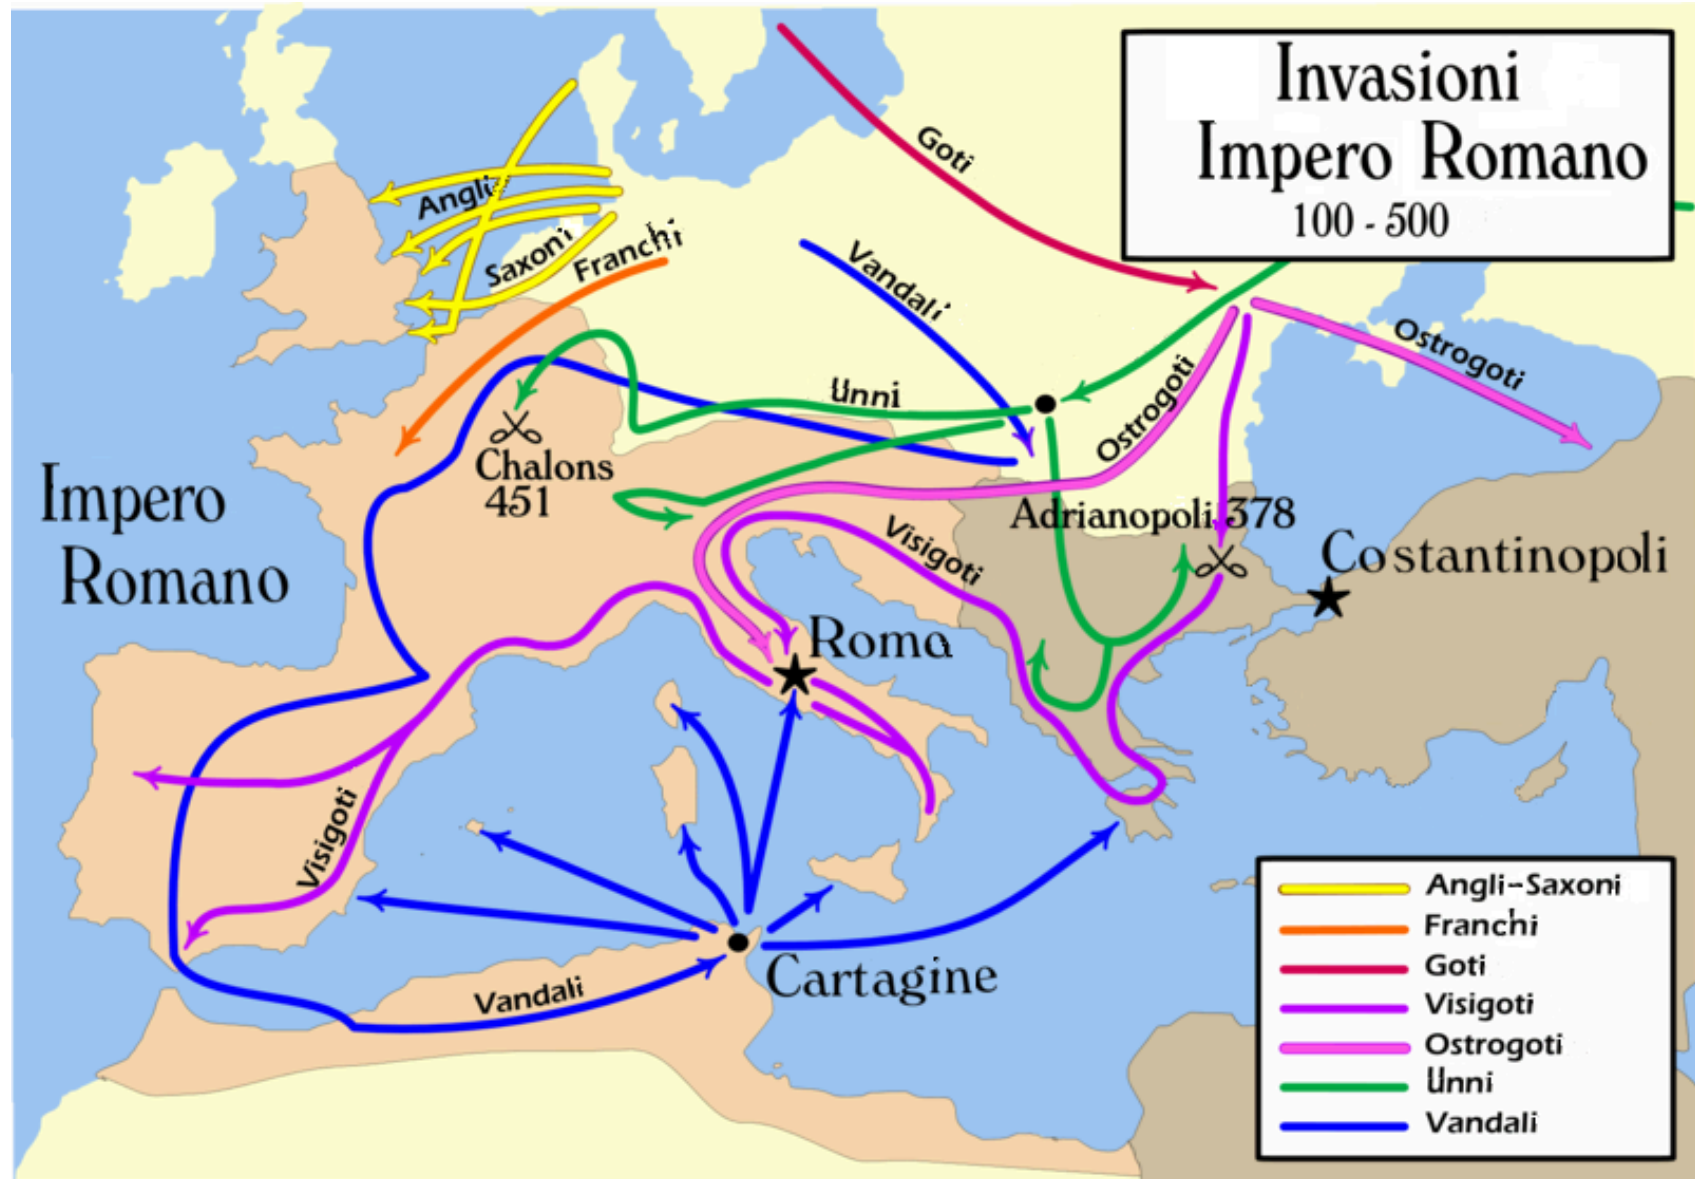 Invasioni
Impero Romano
100 - 500
Goti
Angli
Saxoni
Franchi
Vandali
Ostrogoti
Unni
Ostrogoti
Chalons
451
Impero
Romano
Adrianopoli 378
Visigoti
Costantinopoli
Roma
Visigoti
Vandali
Cartagine
Angli-Saxoni
Franchi
Goti
Visigoti
Ostrogoti
Unni
Vandali